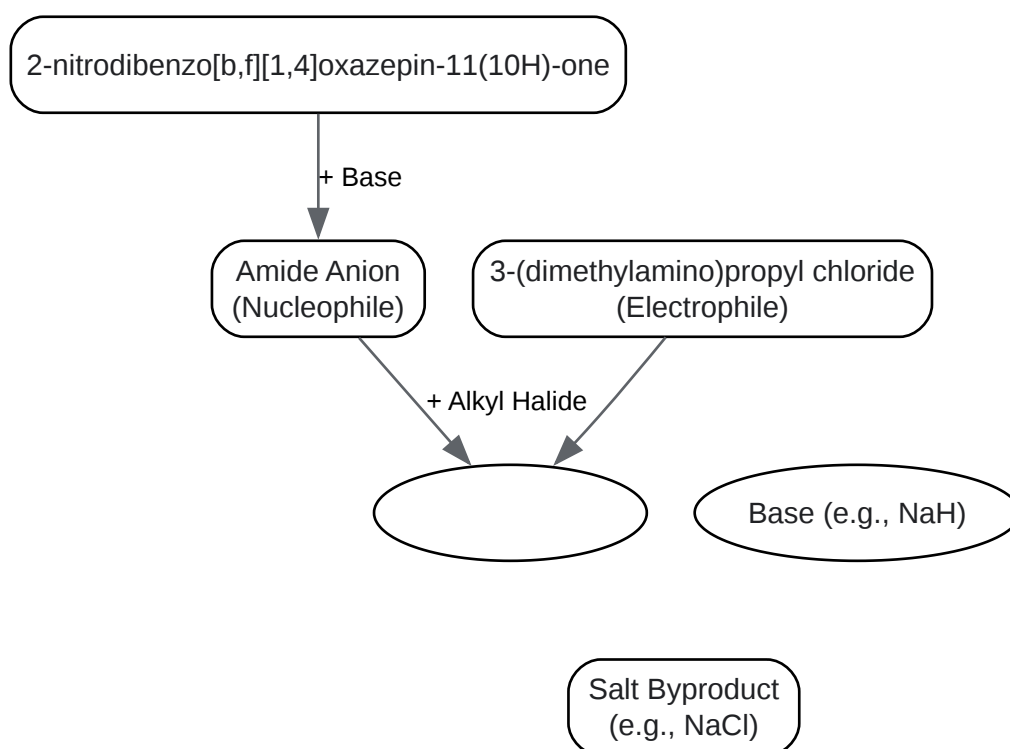 2-nitrodibenzo[b,f][1,4]oxazepin-11(10H)-one
+ Base
Amide Anion
(Nucleophile)
3-(dimethylamino)propyl chloride
(Electrophile)
+ Alkyl Halide
Base (e.g., NaH)
Salt Byproduct
(e.g., NaCl)